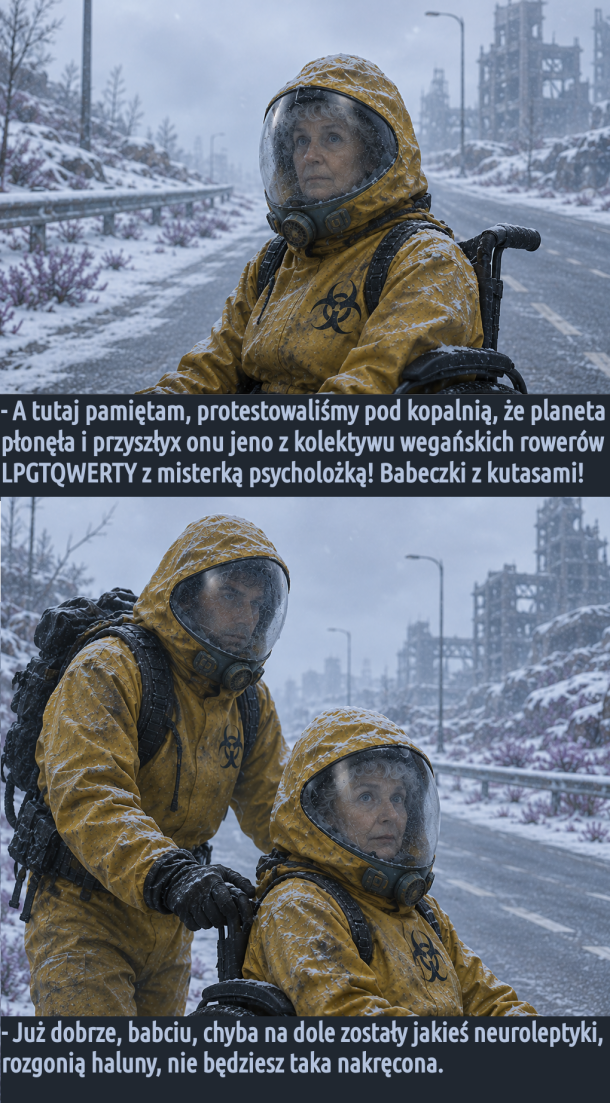 - A tutaj pamiętam, protestowaliśmy pod kopalnią, że planeta
płonęła i przyszłyx onu jeno z kolektywu wegańskich rowerów
LPGTQWERTY z misterką psycholożką! Babeczki z kutasami!
- Już dobrze, babciu, chyba na dole zostały jakieś neuroleptyki,
rozgonią haluny, nie będziesz taka nakręcona.